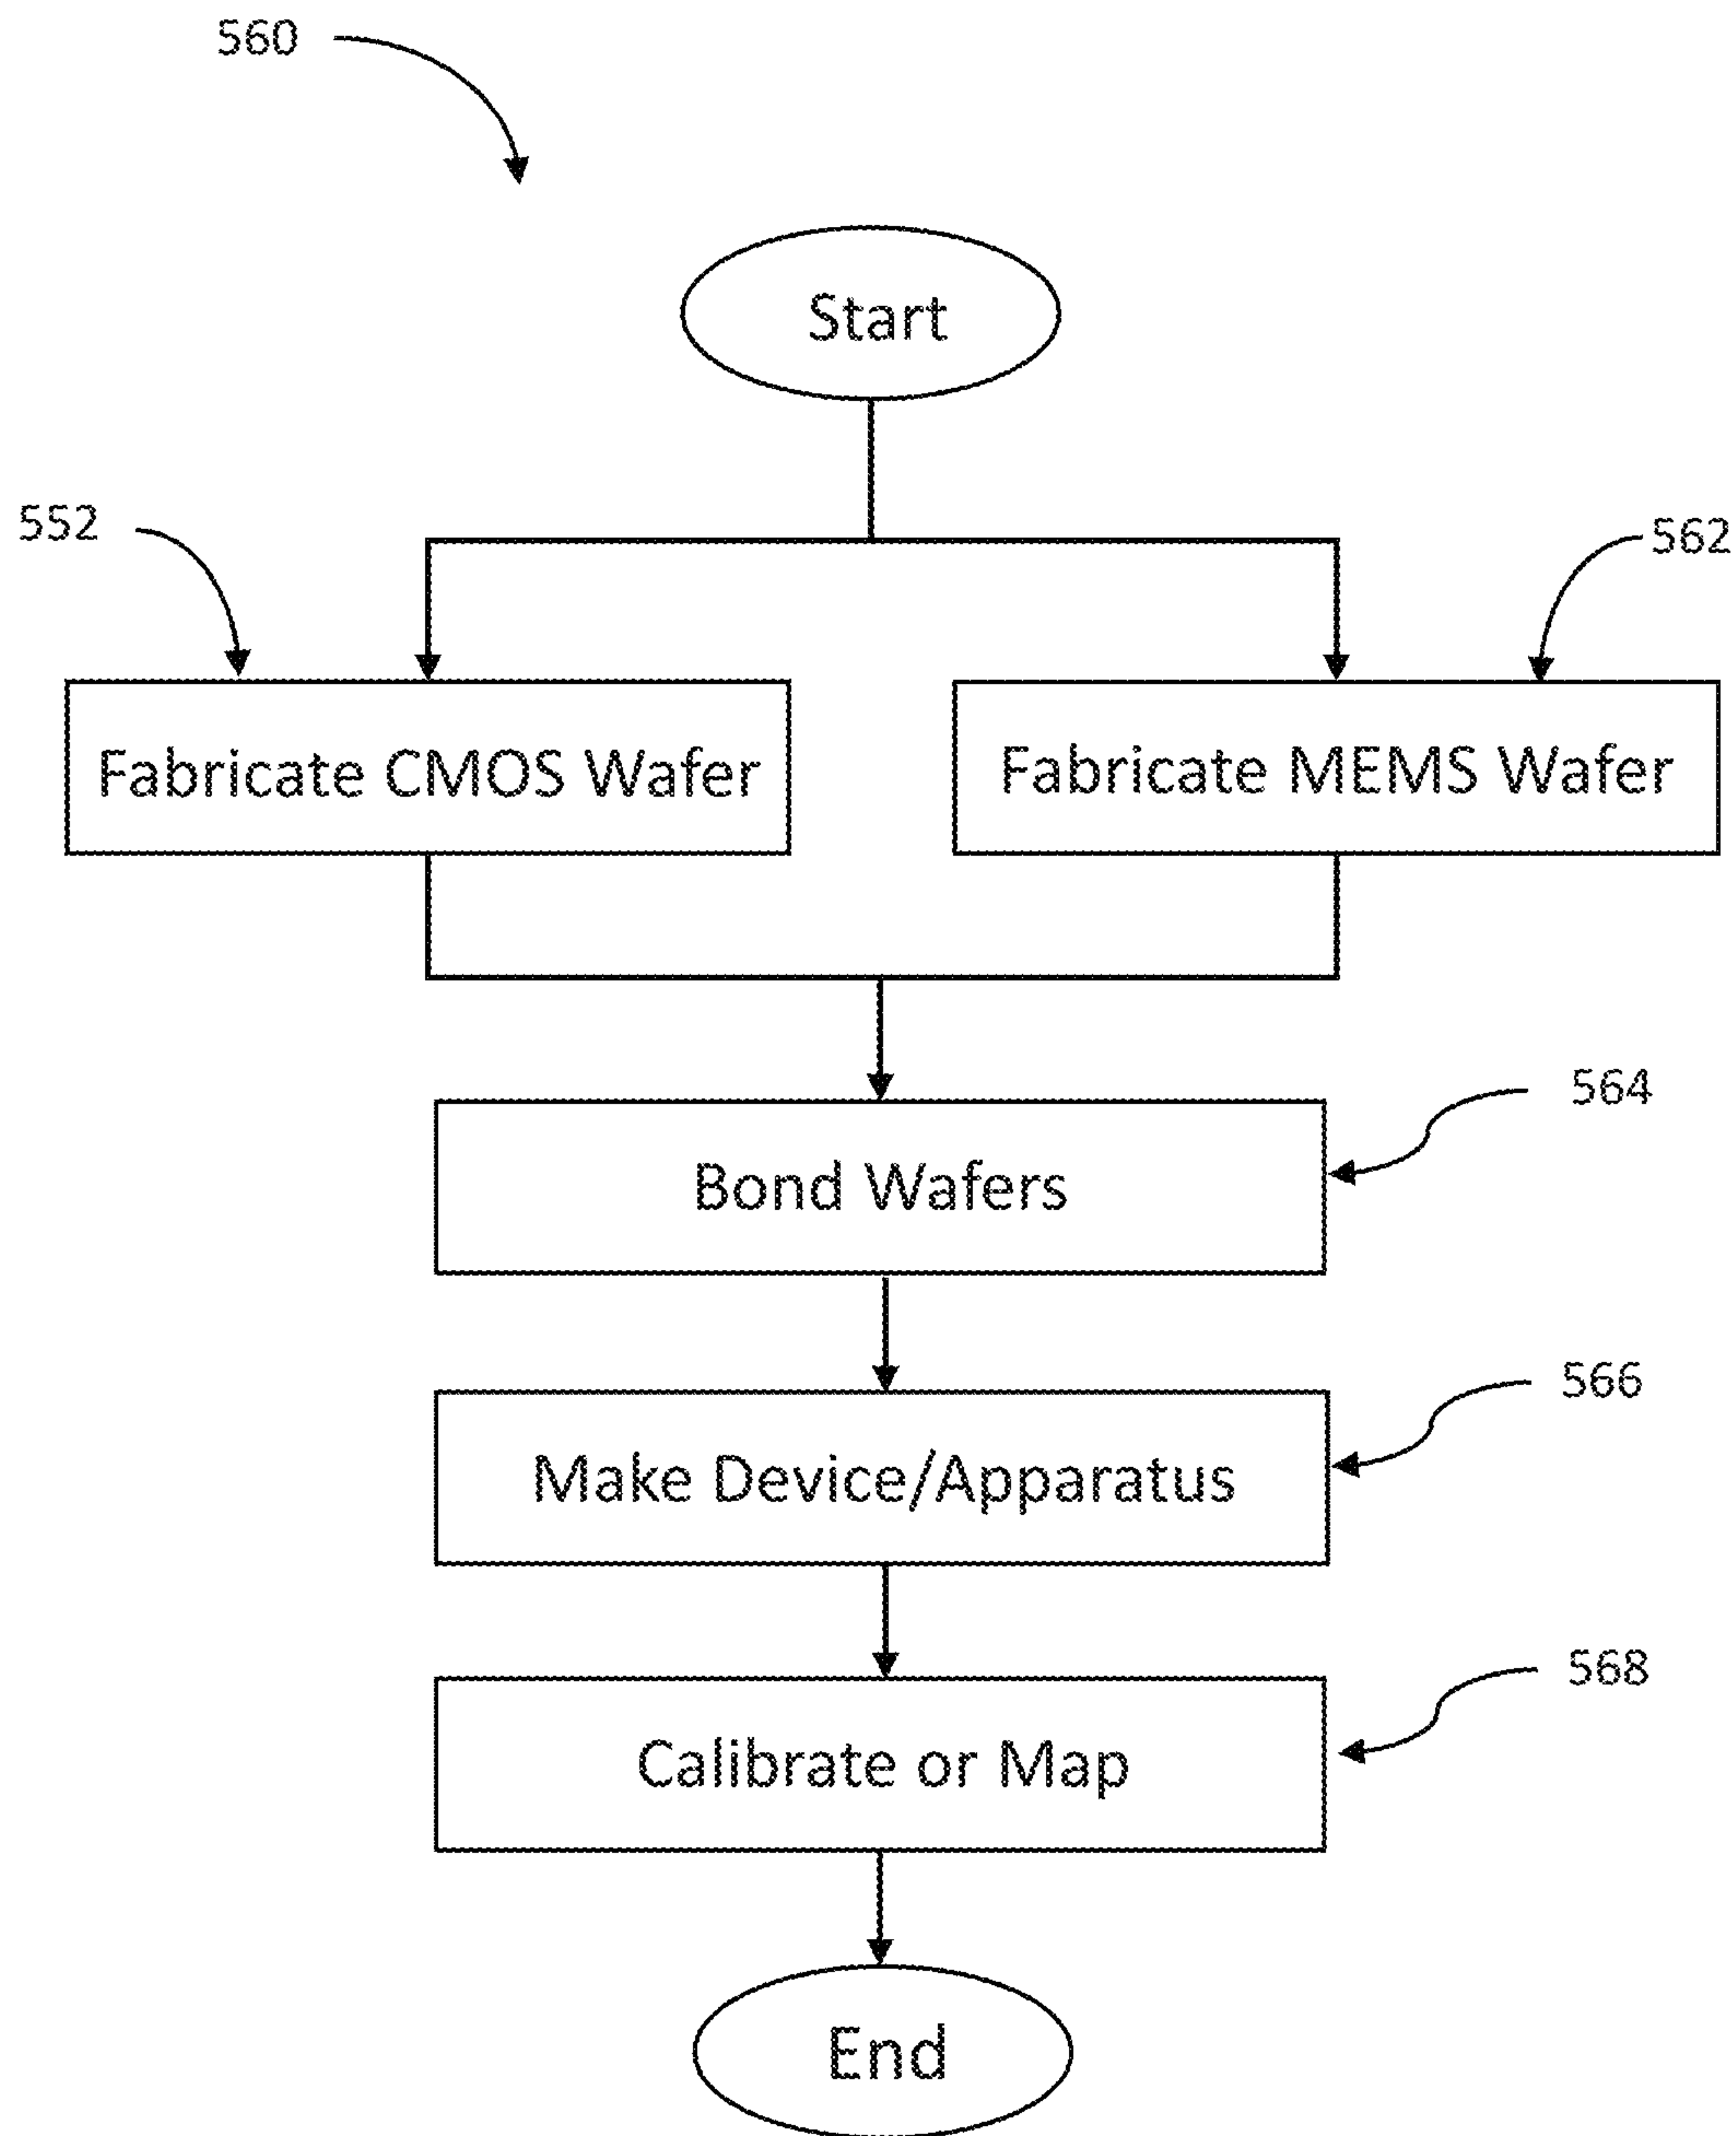 560
Start
552
562
Fabricate CMOS Wafer
Fabricate MEMS Wafer
564
Bond Wafers
566
Make Device/Apparatus
568
Calibrate or Map
End